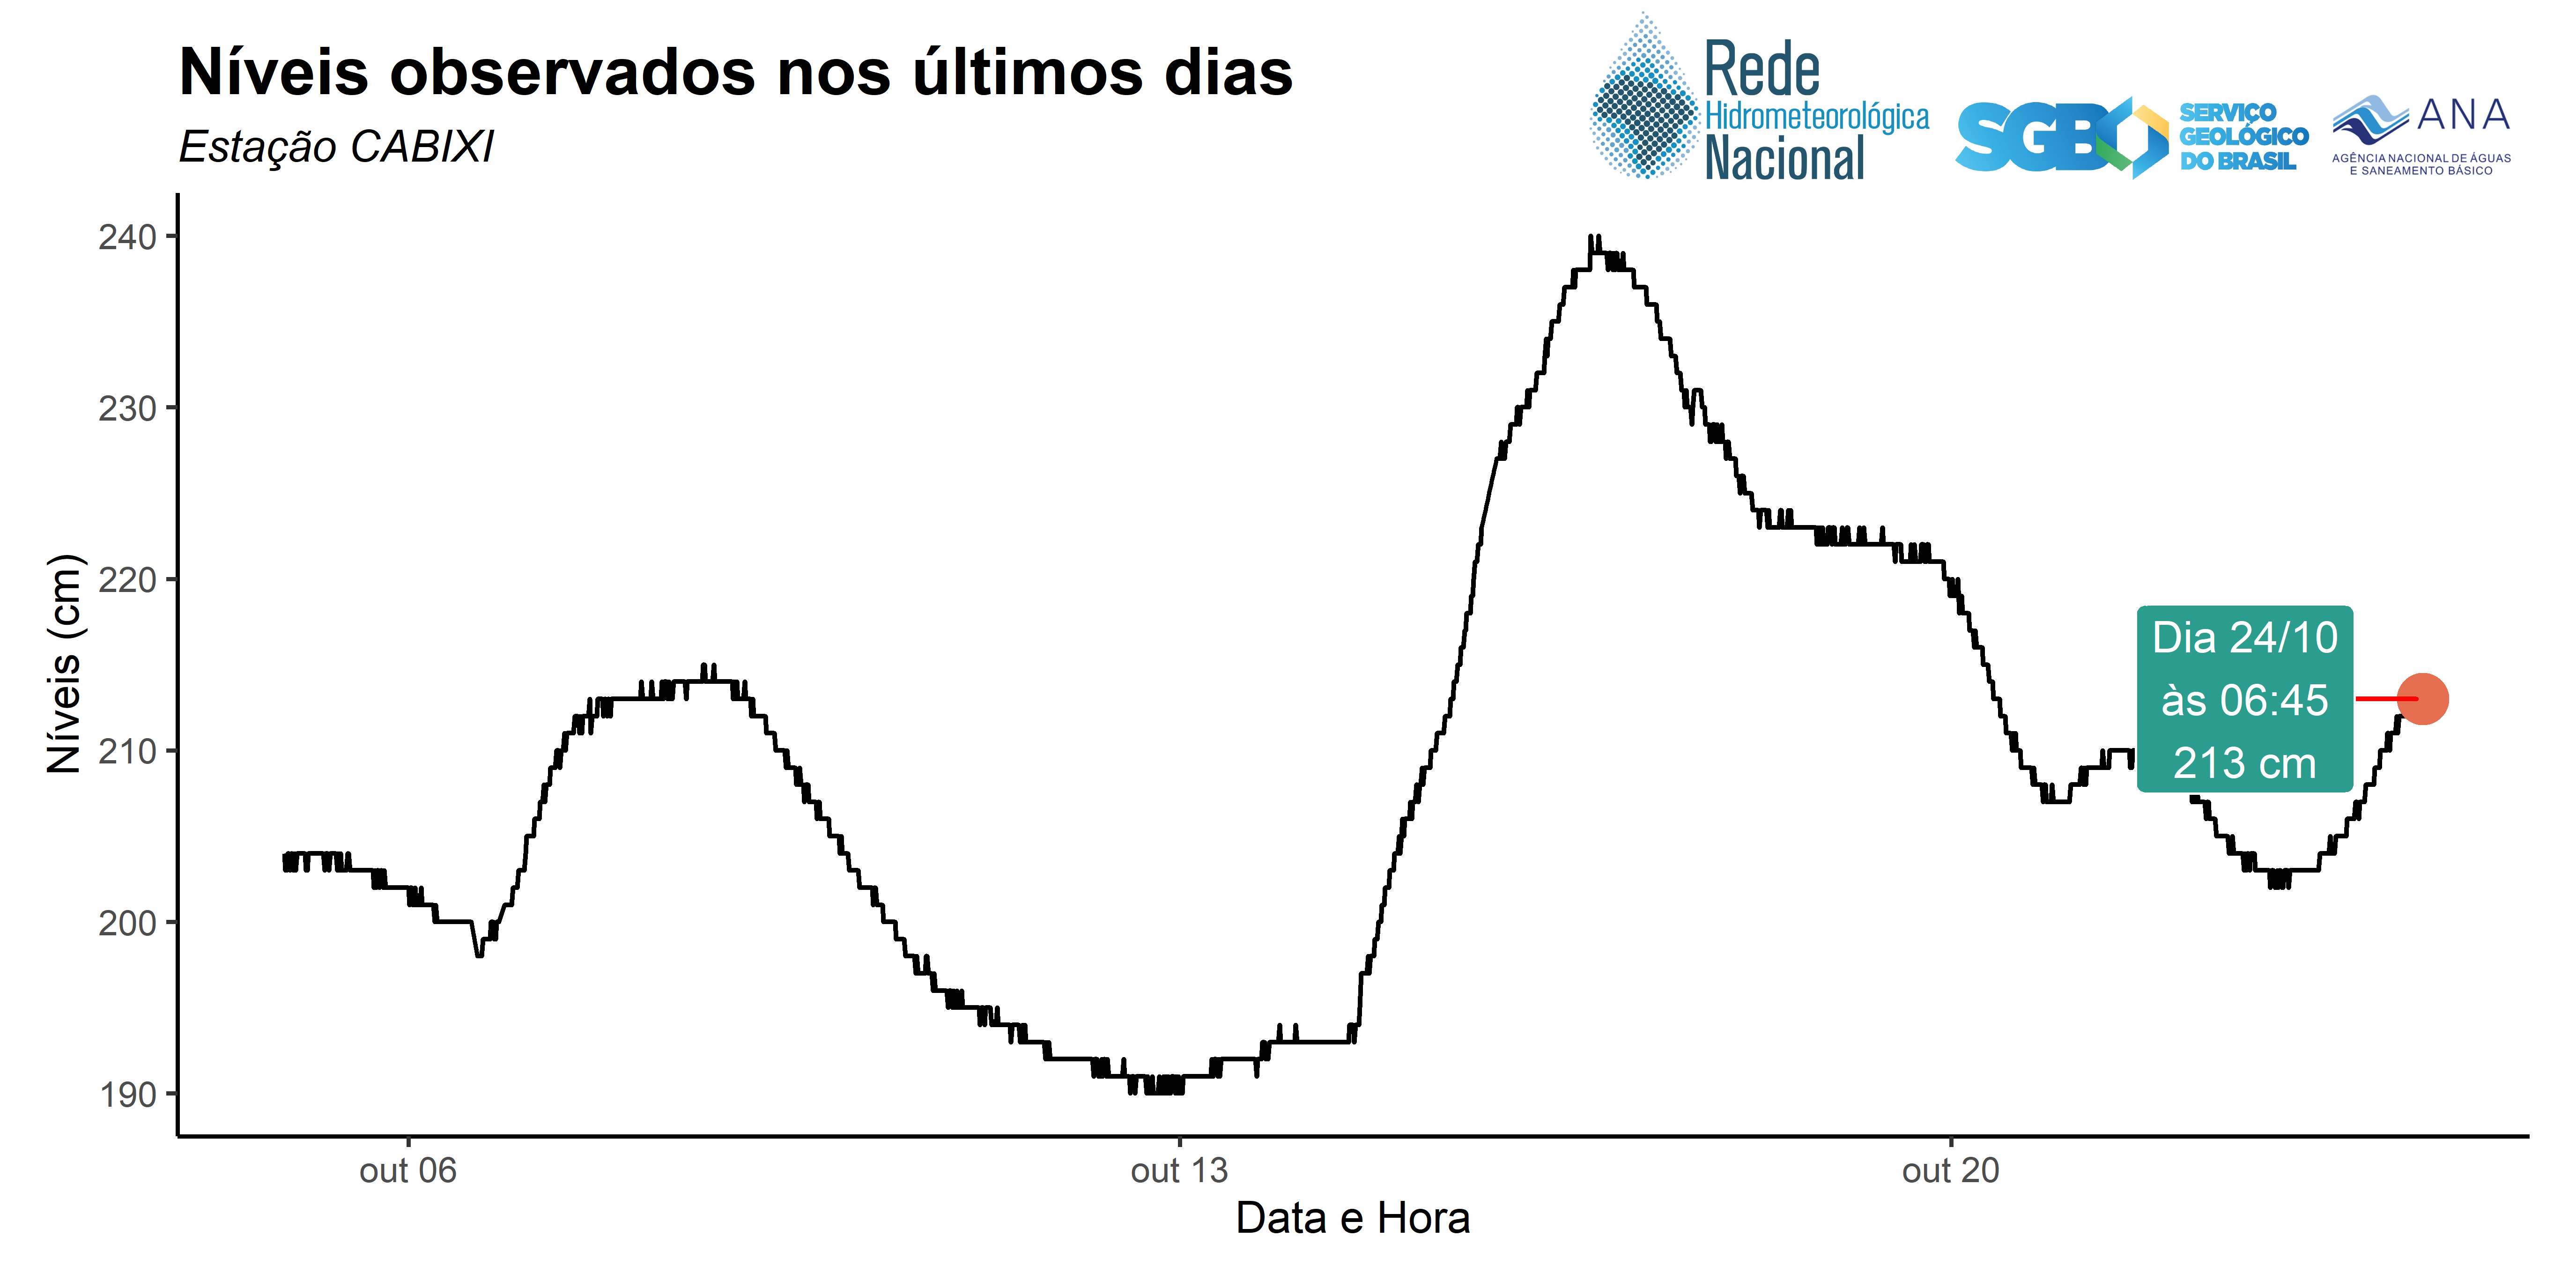 Níveis observados nos últimos dias
Estação CABIXI
Rede
Hidrometeorológica
Nacional
SGB
SERVIÇO
GEOLÓGICO
DO BRASIL
ANA
AGÊNCIA NACIONAL DE ÁGUAS
E SANEAMENTO BÁSICO
Níveis (cm)
240
230
220
210
200
190
Dia 24/10
às 06:45
213 cm
out 06
out 13
out 20
Data e Hora